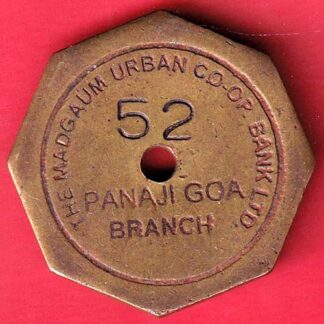 THE MADGAUM URBAN CO-OP. BANK LTD.
52
PANAJI GOA
BRANCH